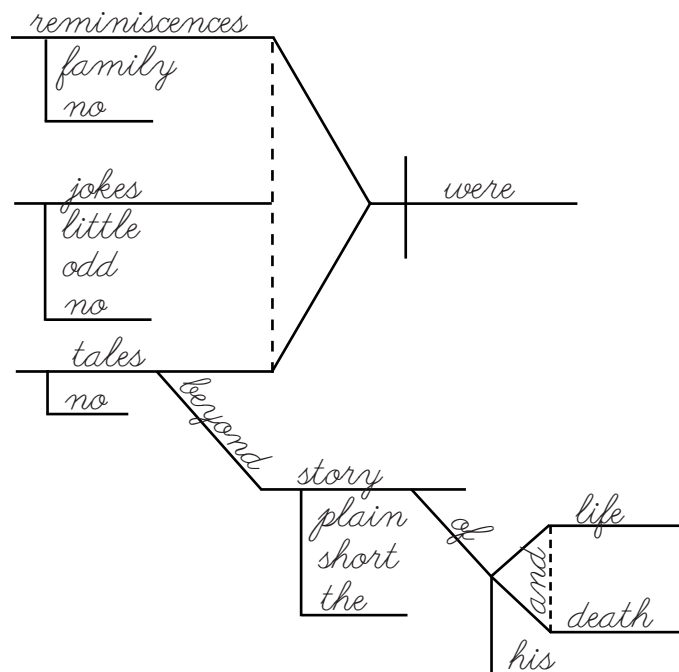 reminiscences
family
no
jokes
were
little
odd
no
tales
no
beyond
story
plain
short
the
of
and
life
death
his